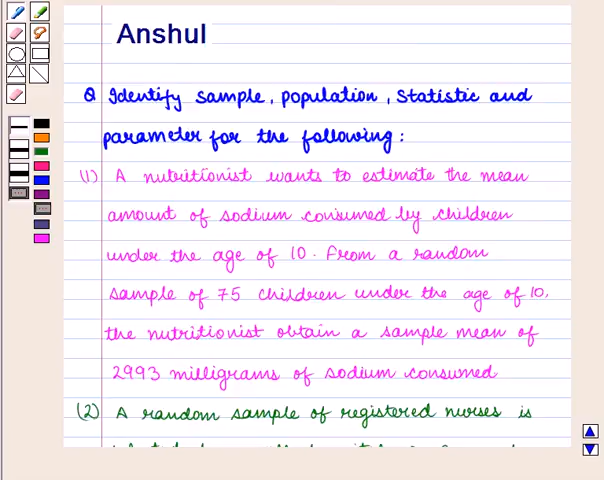 Anshul
Q Identify sample, population, statistic and
parameter for the following:
(1) A nutritionist wants to estimate the mean
amount of sodium consumed by children
under the age of 10. From a random
sample of 75 children under the age of 10,
the nutritionist obtain a sample mean of
2993 milligrams of sodium consumed
(2) A random sample of registered nurses is